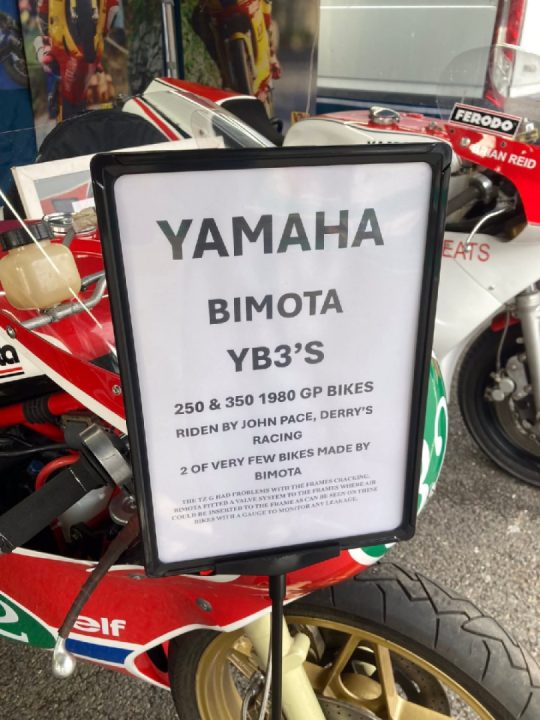 FERODO
BRIAN REID
EATS
YAMAHA
BIMOTA
YB3'S
250 & 350 1980 GP BIKES
RIDEN BY JOHN PACE, DERRY'S
RACING
2 OF VERY FEW BIKES MADE BY
BIMOTA
THE TZ G HAD PROBLEMS WITH THE FRAMES CRACKING,
BIMOTA FITTED A VALVE SYSTEM TO THE FRAMES WHERE AIR
COULD BE INSERTED TO THE FRAME AS CAN BE SEEN ON THESE
BIKES WITH A GAUGE TO MONITOR ANY LEAKAGE.
elf